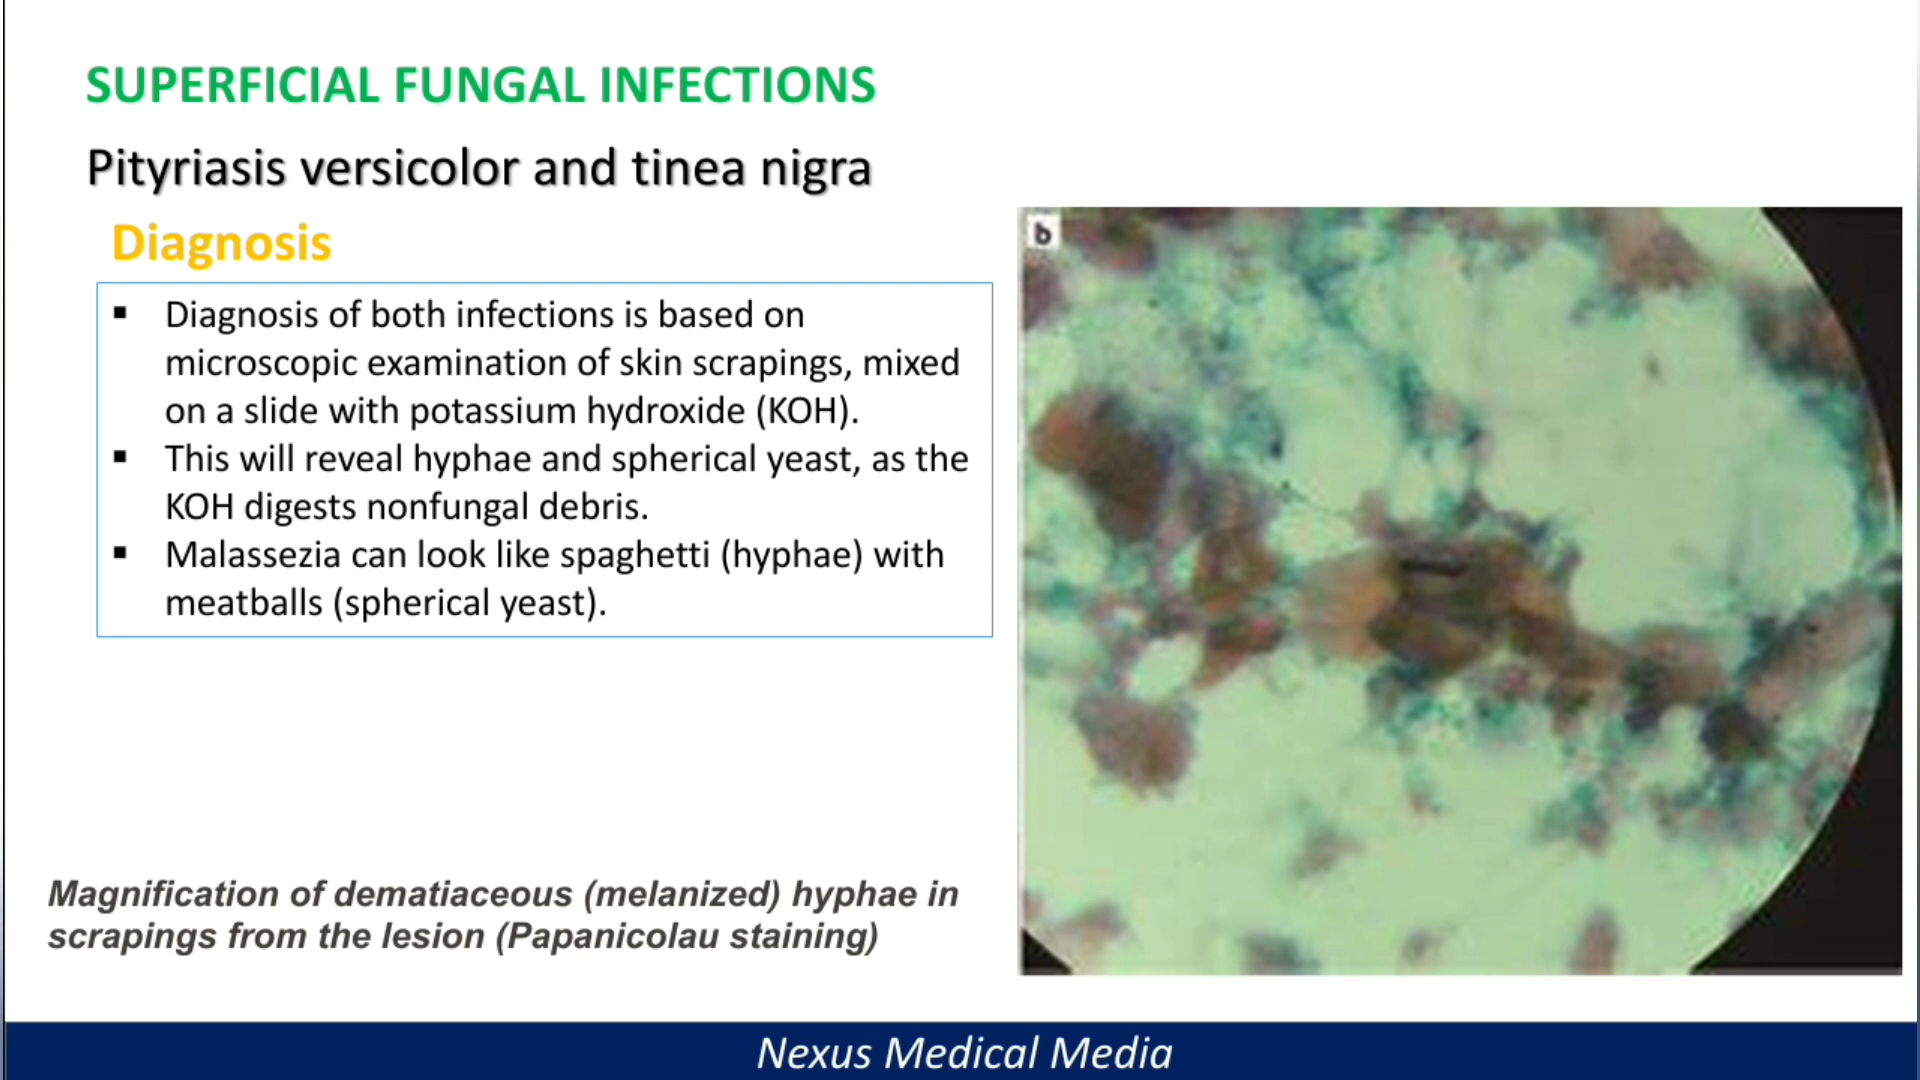 SUPERFICIAL FUNGAL INFECTIONS
Pityriasis versicolor and tinea nigra
Diagnosis
▪ Diagnosis of both infections is based on
microscopic examination of skin scrapings, mixed
on a slide with potassium hydroxide (KOH).
▪ This will reveal hyphae and spherical yeast, as the
KOH digests nonfungal debris.
▪ Malassezia can look like spaghetti (hyphae) with
meatballs (spherical yeast).
b
Magnification of dematiaceous (melanized) hyphae in
scrapings from the lesion (Papanicolau staining)
Nexus Medical Media